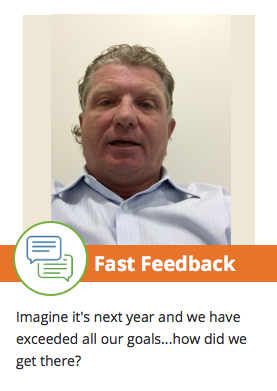 Fast Feedback
Imagine it's next year and we have
exceeded all our goals...how did we
get there?